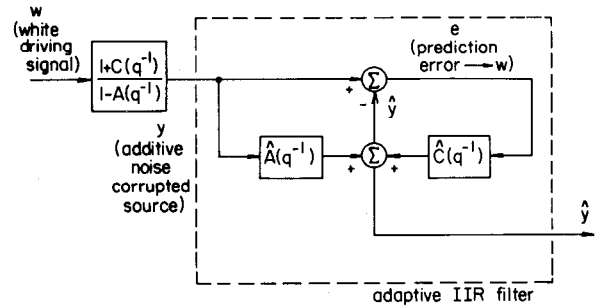 w
(white
driving
signal)
1+C(q⁻¹)
1-A(q⁻¹)
y
(additive
noise
corrupted
source)
e
(prediction
error → w)
+
Σ
-
ŷ
Â(q⁻¹)
+
Σ
+
Ĉ(q⁻¹)
ŷ
adaptive IIR filter